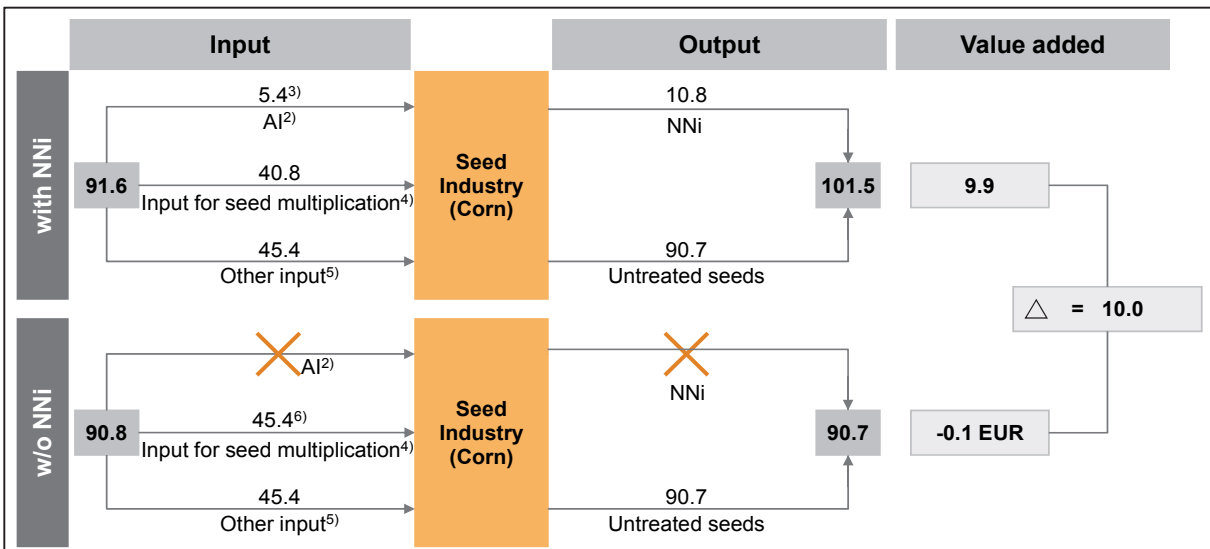 Input
Output
Value added
with NNi
91.6
5.4³⁾
AI²⁾
40.8
Input for seed multiplication⁴⁾
45.4
Other input⁵⁾
Seed
Industry
(Corn)
10.8
NNi
90.7
Untreated seeds
101.5
9.9
△ = 10.0
w/o NNi
90.8
AI²⁾
45.4⁶⁾
Input for seed multiplication⁴⁾
45.4
Other input⁵⁾
Seed
Industry
(Corn)
NNi
90.7
Untreated seeds
90.7
-0.1 EUR